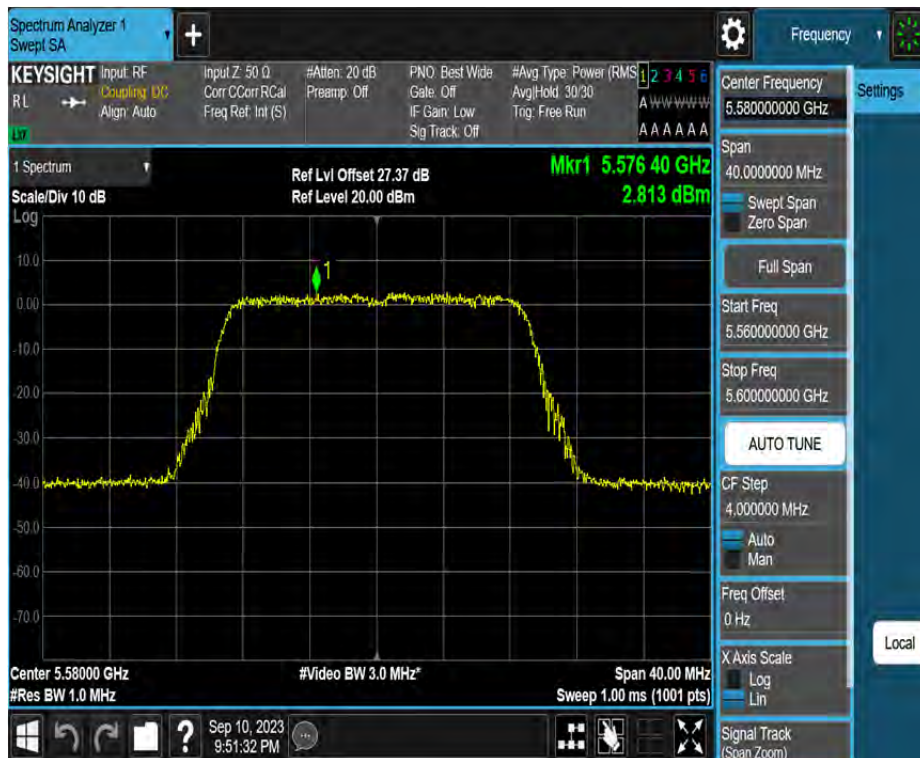 Spectrum Analyzer 1
Swept SA
Frequency
KEYSIGHT
RL
LXI
Input: RF
Coupling: DC
Align: Auto
Input Z: 50 Ω
Corr CCorr RCal
Freq Ref: Int (S)
#Atten: 20 dB
Preamp: Off
PNO: Best Wide
Gate: Off
IF Gain: Low
Sig Track: Off
#Avg Type: Power (RMS
Avg|Hold: 30/30
Trig: Free Run
1 2 3 4 5 6
A W W W W W
A A A A A A
1 Spectrum
Scale/Div 10 dB
Log
Ref Lvl Offset 27.37 dB
Ref Level 20.00 dBm
Mkr1 5.576 40 GHz
2.813 dBm
1
10.0
0.00
-10.0
-20.0
-30.0
-40.0
-50.0
-60.0
-70.0
Center 5.58000 GHz
#Res BW 1.0 MHz
#Video BW 3.0 MHz*
Span 40.00 MHz
Sweep 1.00 ms (1001 pts)
?
Sep 10, 2023
9:51:32 PM
Center Frequency
5.580000000 GHz
Span
40.0000000 MHz
Swept Span
Zero Span
Full Span
Start Freq
5.560000000 GHz
Stop Freq
5.600000000 GHz
AUTO TUNE
CF Step
4.000000 MHz
Auto
Man
Freq Offset
0 Hz
X Axis Scale
Log
Lin
Signal Track
(Span Zoom)
Settings
Local